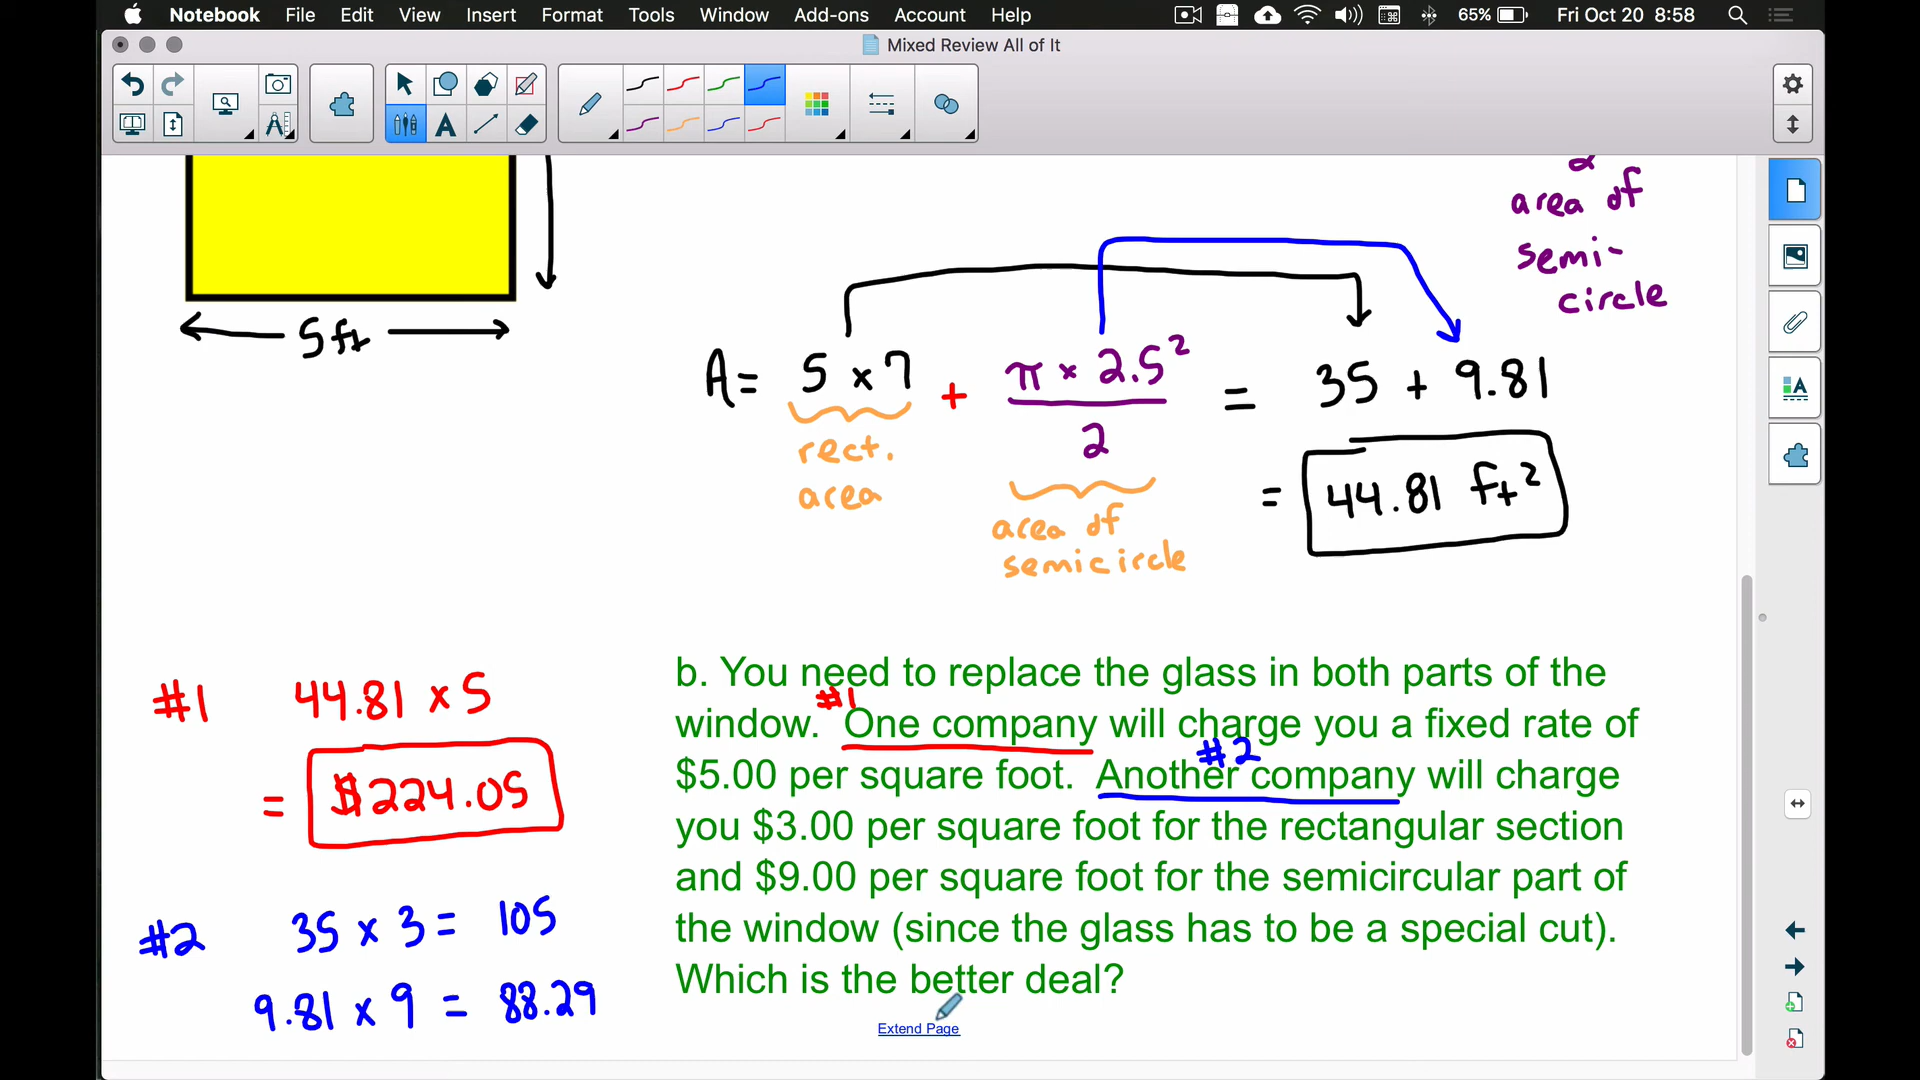 Notebook File Edit View Insert Format Tools Window Add-ons Account Help 65% Fri Oct 20 8:58
Mixed Review All of It
A
A
2
area of
semi-
circle
5 ft
A = 5 x 7 + π x 2.5² = 35 + 9.81
2
rect.
area
area of
semicircle
= 44.81 ft²
#1 44.81 x 5
= $224.05
#2 35 x 3 = 105
9.81 x 9 = 88.29
b. You need to replace the glass in both parts of the
#1
window. One company will charge you a fixed rate of
#2
$5.00 per square foot. Another company will charge
you $3.00 per square foot for the rectangular section
and $9.00 per square foot for the semicircular part of
the window (since the glass has to be a special cut).
Which is the better deal?
Extend Page